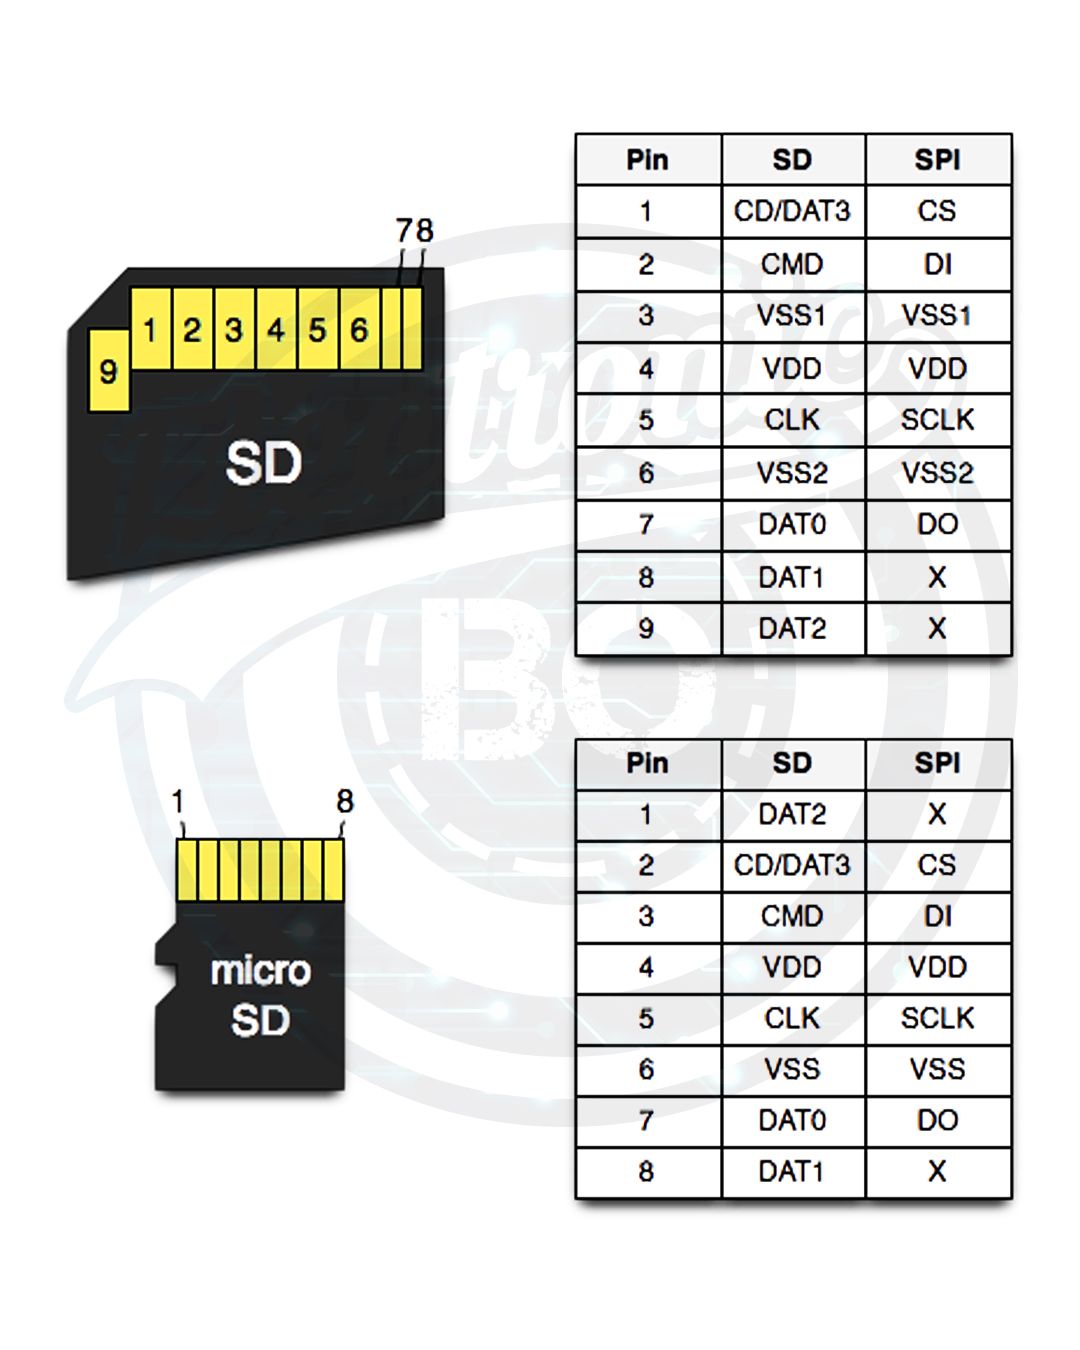 78
1 2 3 4 5 6
9
SD
Pin SD SPI
1 CD/DAT3 CS
2 CMD DI
3 VSS1 VSS1
4 VDD VDD
5 CLK SCLK
6 VSS2 VSS2
7 DAT0 DO
8 DAT1 X
9 DAT2 X
BO
1 8
micro
SD
Pin SD SPI
1 DAT2 X
2 CD/DAT3 CS
3 CMD DI
4 VDD VDD
5 CLK SCLK
6 VSS VSS
7 DAT0 DO
8 DAT1 X